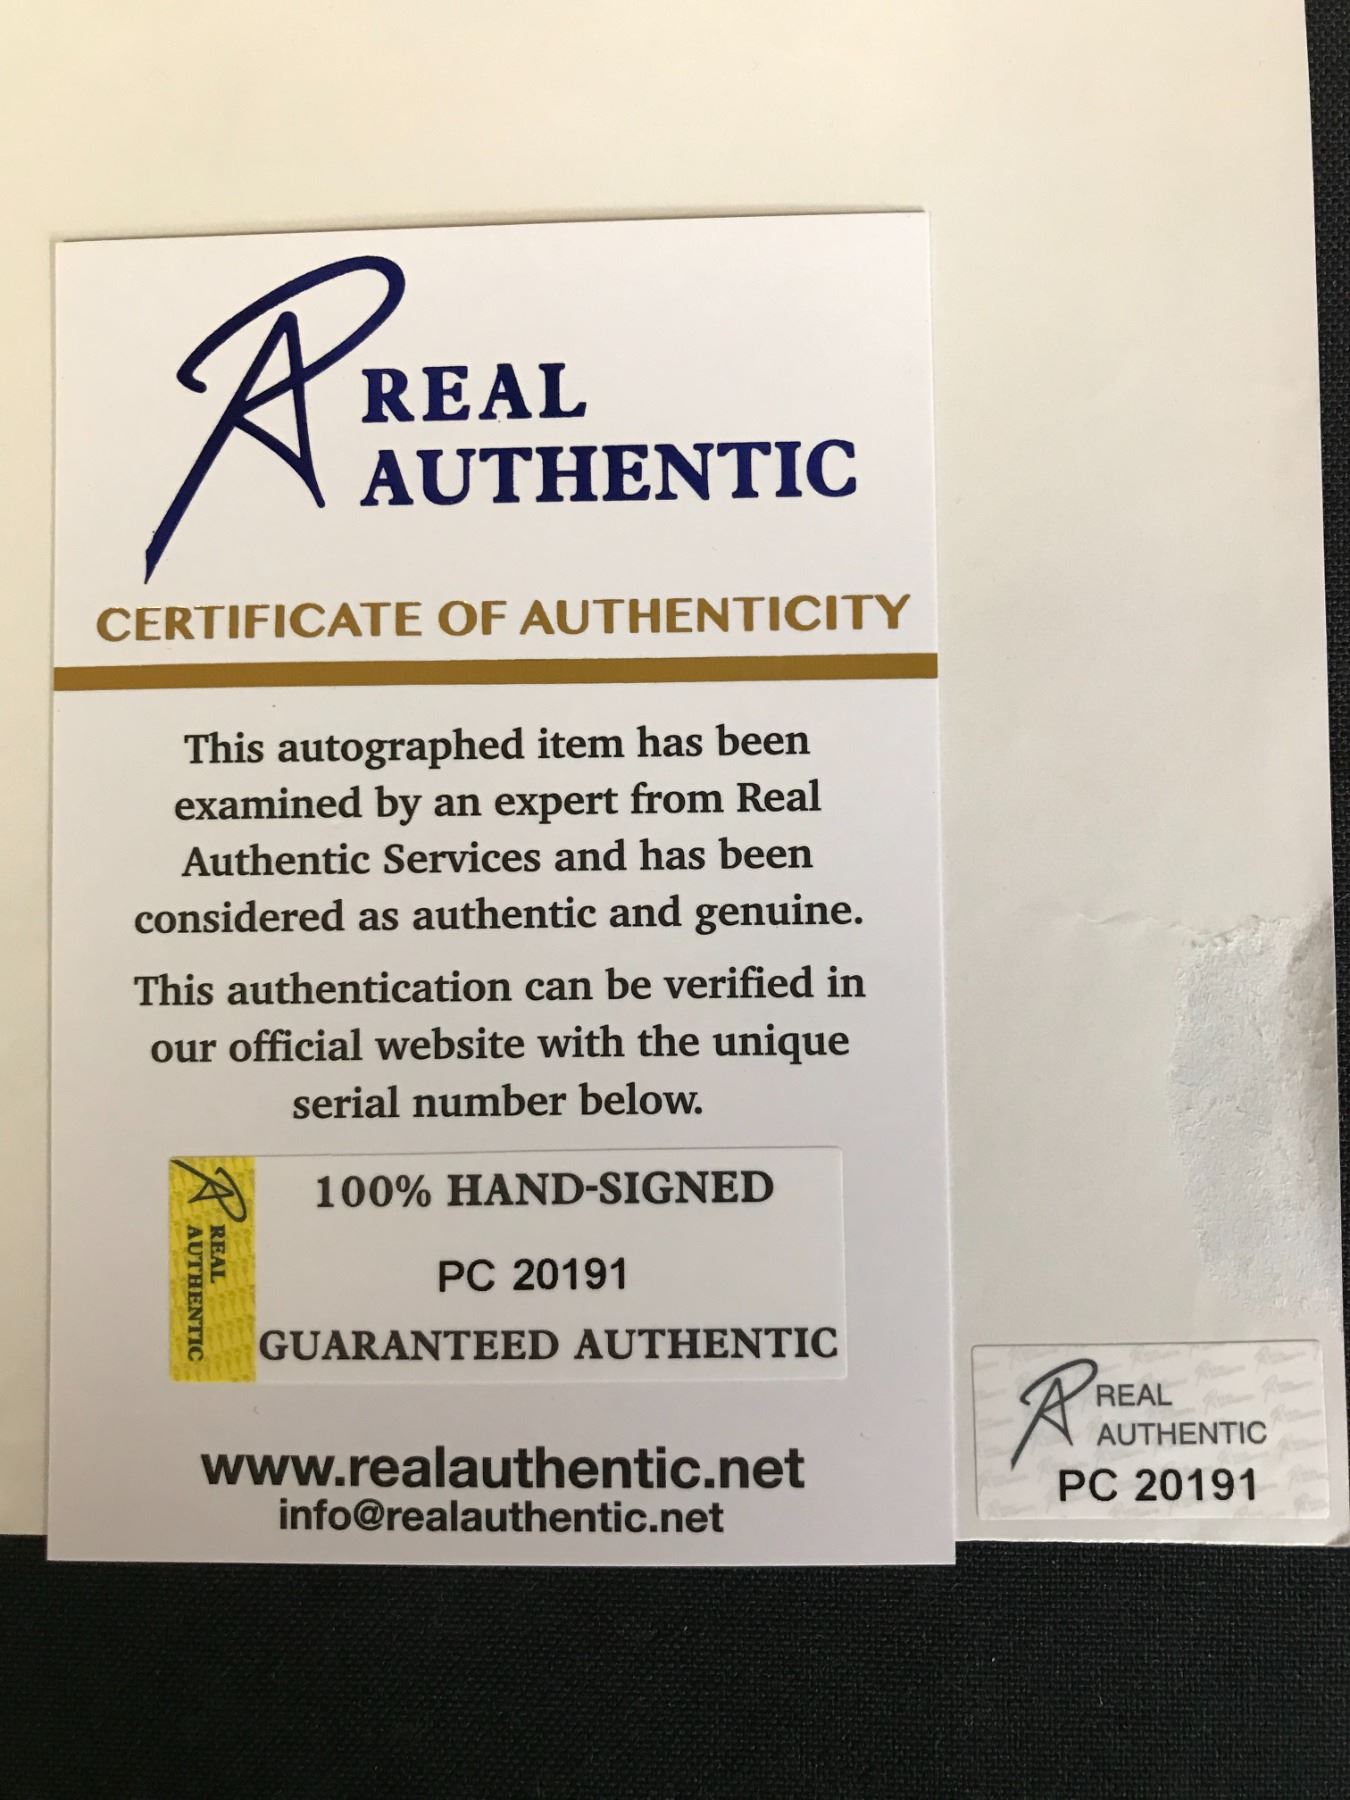 REAL
AUTHENTIC
CERTIFICATE OF AUTHENTICITY
This autographed item has been
examined by an expert from Real
Authentic Services and has been
considered as authentic and genuine.
This authentication can be verified in
our official website with the unique
serial number below.
REAL
AUTHENTIC
100% HAND-SIGNED
PC 20191
GUARANTEED AUTHENTIC
www.realauthentic.net
info@realauthentic.net
REAL
AUTHENTIC
PC 20191